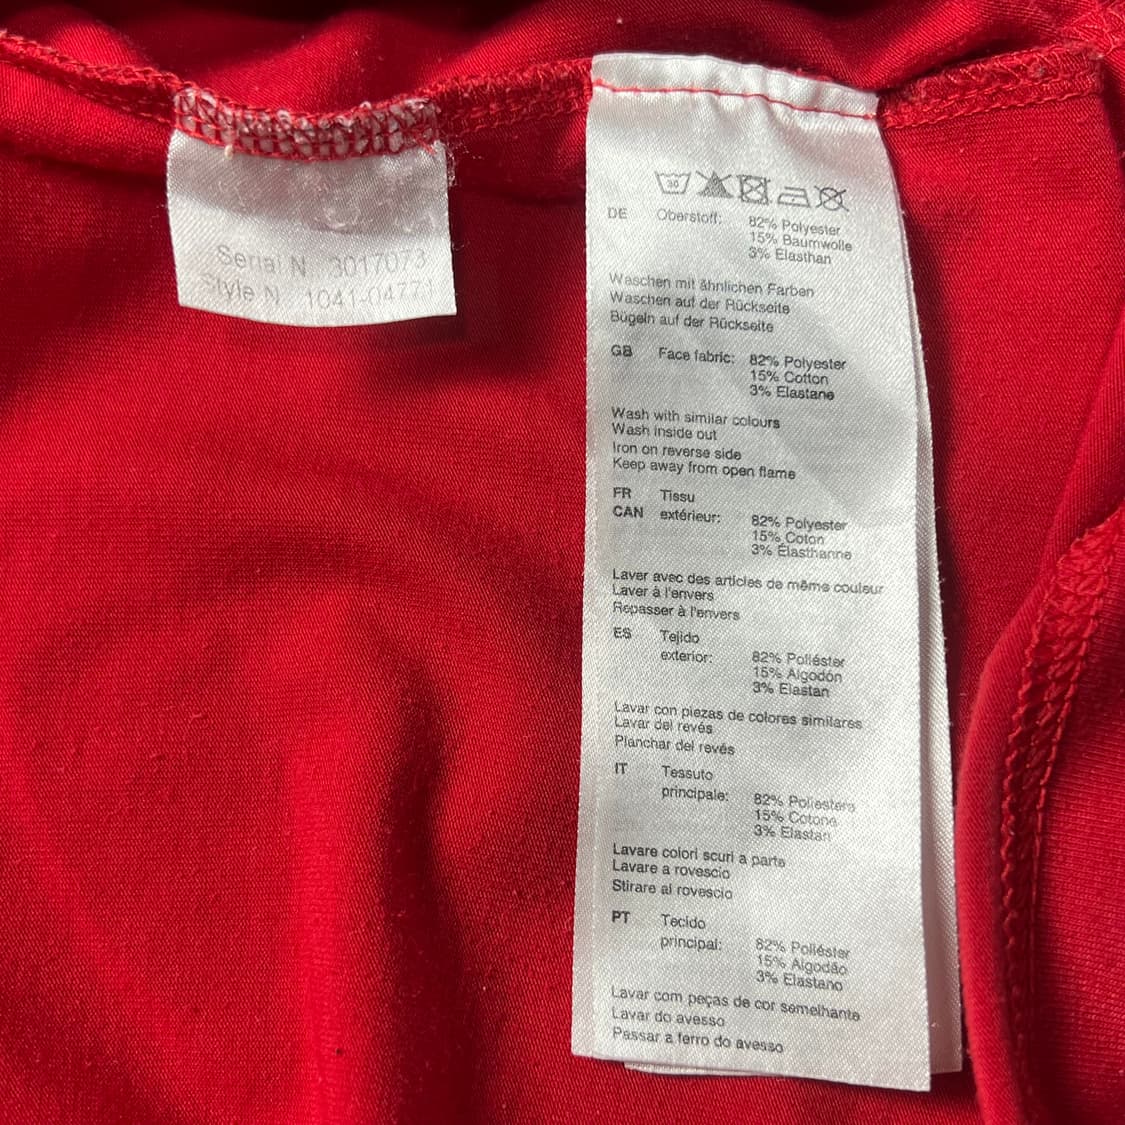 Serial N. 3017073
Style N. 1041-0477
30
DE Oberstoff: 82% Polyester
15% Baumwolle
3% Elasthan
Waschen mit ähnlichen Farben
Waschen auf der Rückseite
Bügeln auf der Rückseite
GB Face fabric: 82% Polyester
15% Cotton
3% Elastane
Wash with similar colours
Wash inside out
Iron on reverse side
Keep away from open flame
FR Tissu
CAN extérieur: 82% Polyester
15% Coton
3% Élasthanne
Laver avec des articles de même couleur
Laver à l'envers
Repasser à l'envers
ES Tejido
exterior: 82% Poliéster
15% Algodón
3% Elastan
Lavar con piezas de colores similares
Lavar del revés
Planchar del revés
IT Tessuto
principale: 82% Poliestere
15% Cotone
3% Elastan
Lavare colori scuri a parte
Lavare a rovescio
Stirare al rovescio
PT Tecido
principal: 82% Poliéster
15% Algodão
3% Elastano
Lavar com peças de cor semelhante
Lavar do avesso
Passar a ferro do avesso